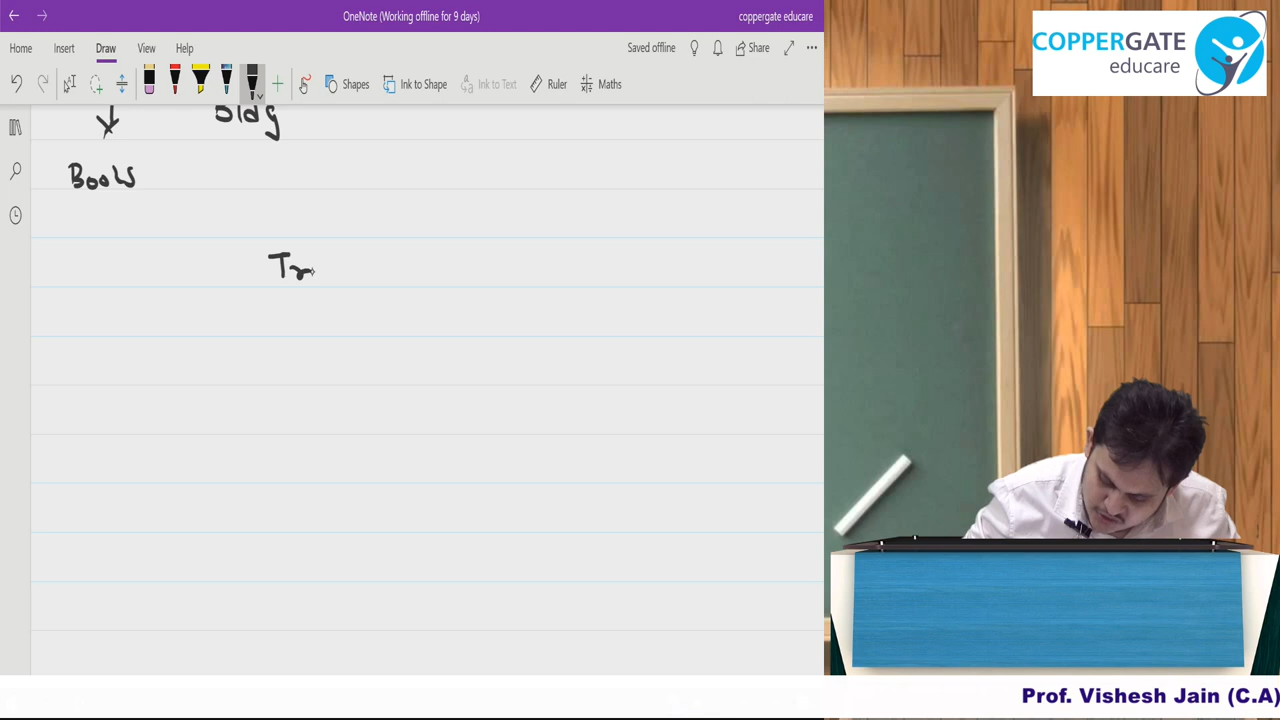 OneNote (Working offline for 9 days)
coppergate educare
Home Insert Draw View Help
Saved offline
Share
Shapes
Ink to Shape
Ink to Text
Ruler
Maths
Bldg
Books
Tr
COPPERGATE
educare
Prof. Vishesh Jain (C.A)